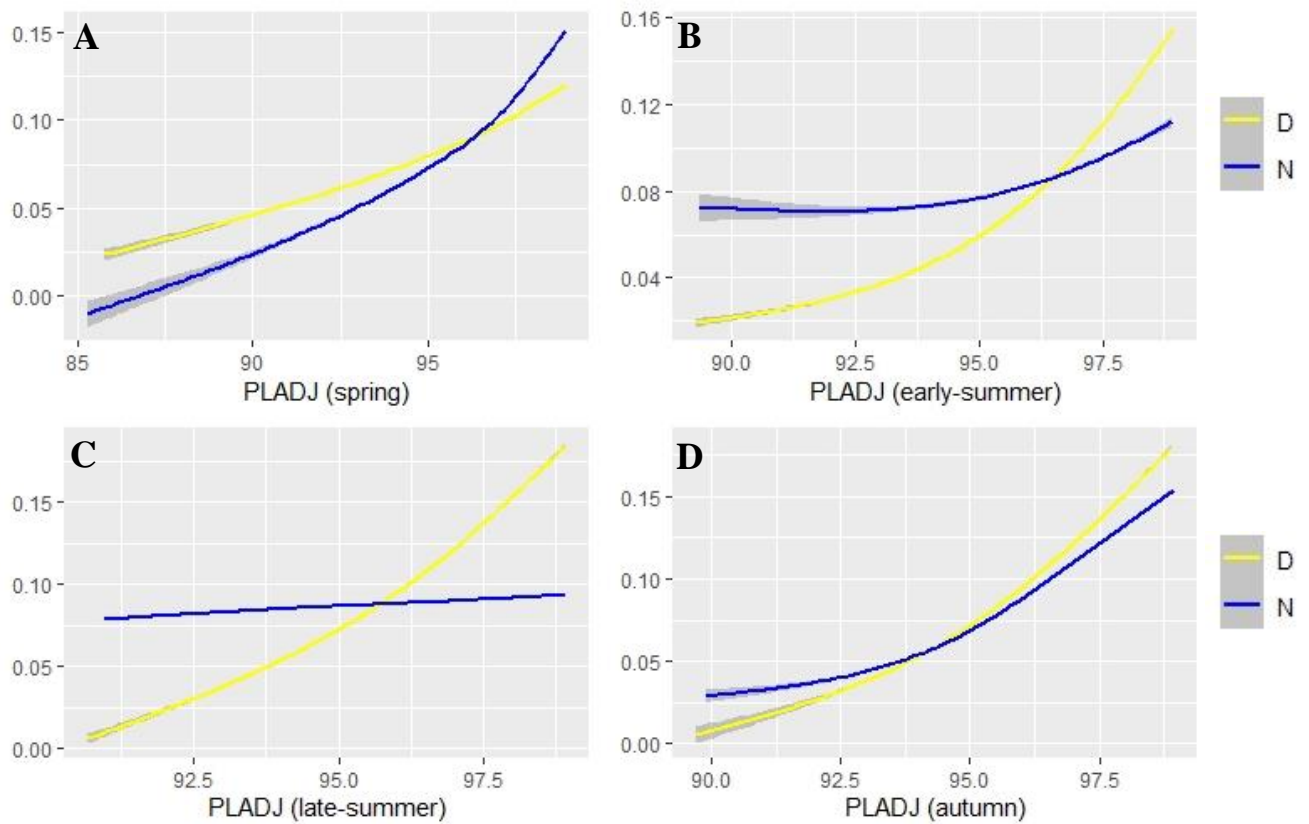 A
0.15
0.10
0.05
0.00
85
90
95
PLADJ (spring)
B
0.16
0.12
0.08
0.04
90.0
92.5
95.0
97.5
PLADJ (early-summer)
D
N
C
0.15
0.10
0.05
0.00
92.5
95.0
97.5
PLADJ (late-summer)
D
0.15
0.10
0.05
0.00
90.0
92.5
95.0
97.5
PLADJ (autumn)
D
N